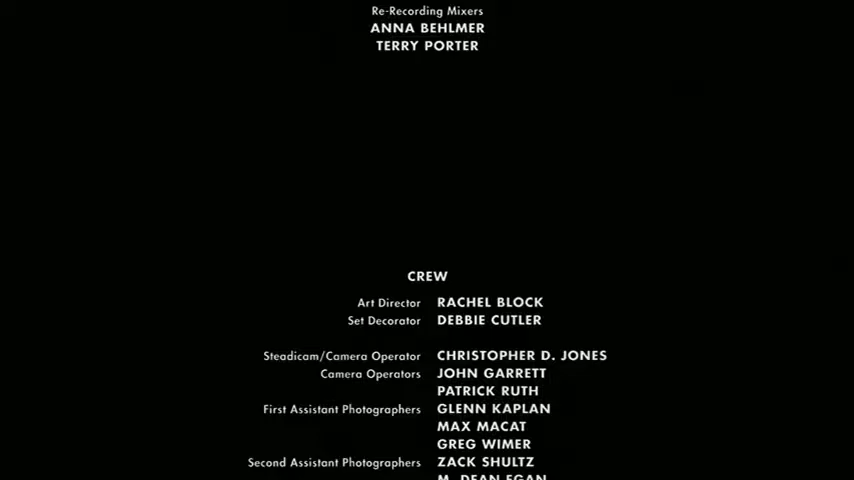 Re-Recording Mixers
ANNA BEHLMER
TERRY PORTER
CREW
Art Director RACHEL BLOCK
Set Decorator DEBBIE CUTLER
Steadicam/Camera Operator CHRISTOPHER D. JONES
Camera Operators JOHN GARRETT
PATRICK RUTH
First Assistant Photographers GLENN KAPLAN
MAX MACAT
GREG WIMER
Second Assistant Photographers ZACK SHULTZ
M. DEAN EGAN